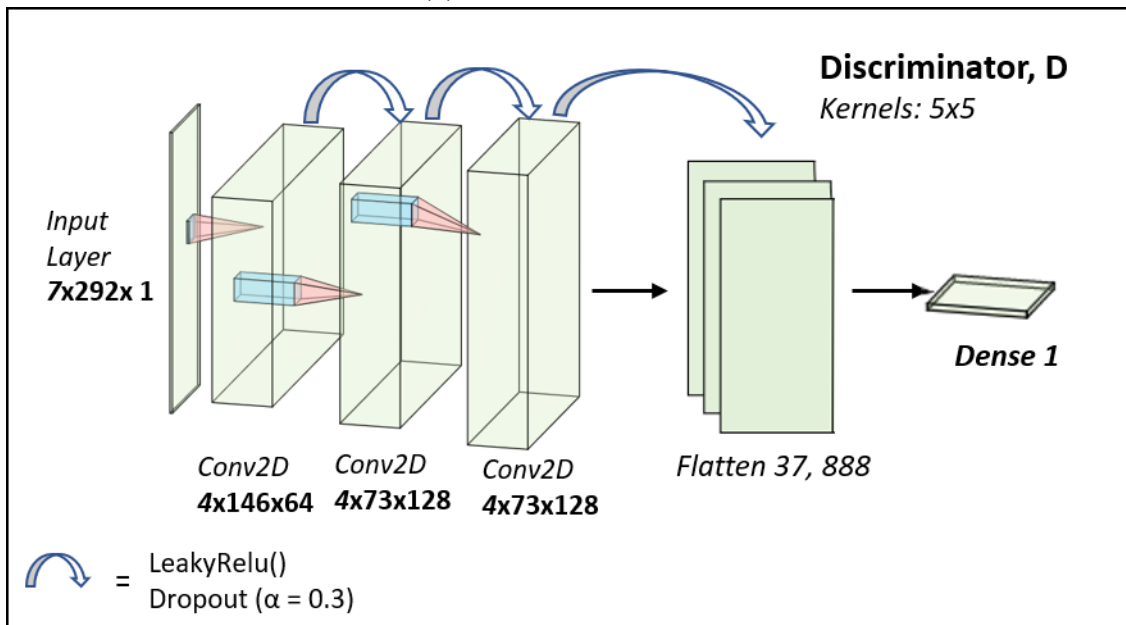 Discriminator, D
Kernels: 5x5
Input
Layer
7x292x 1
Dense 1
Conv2D
4x146x64
Conv2D
4x73x128
Conv2D
4x73x128
Flatten 37, 888
=
LeakyRelu()
Dropout (α = 0.3)